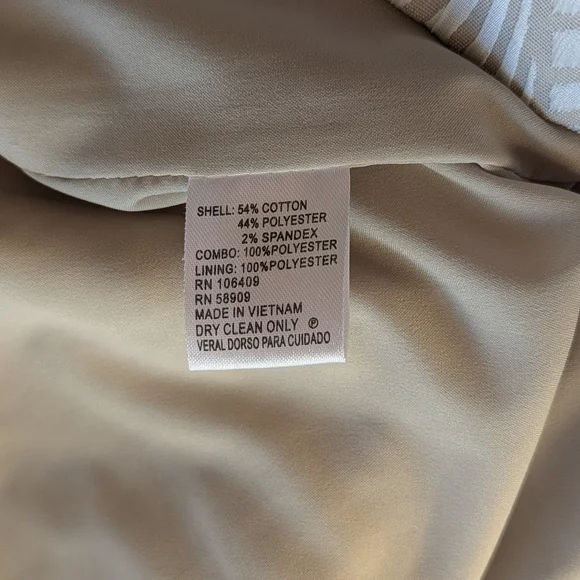 SHELL: 54% COTTON
44% POLYESTER
2% SPANDEX
COMBO: 100%POLYESTER
LINING: 100%POLYESTER
RN 106409
RN 58909
MADE IN VIETNAM
DRY CLEAN ONLY Ⓟ
VERAL DORSO PARA CUIDADO